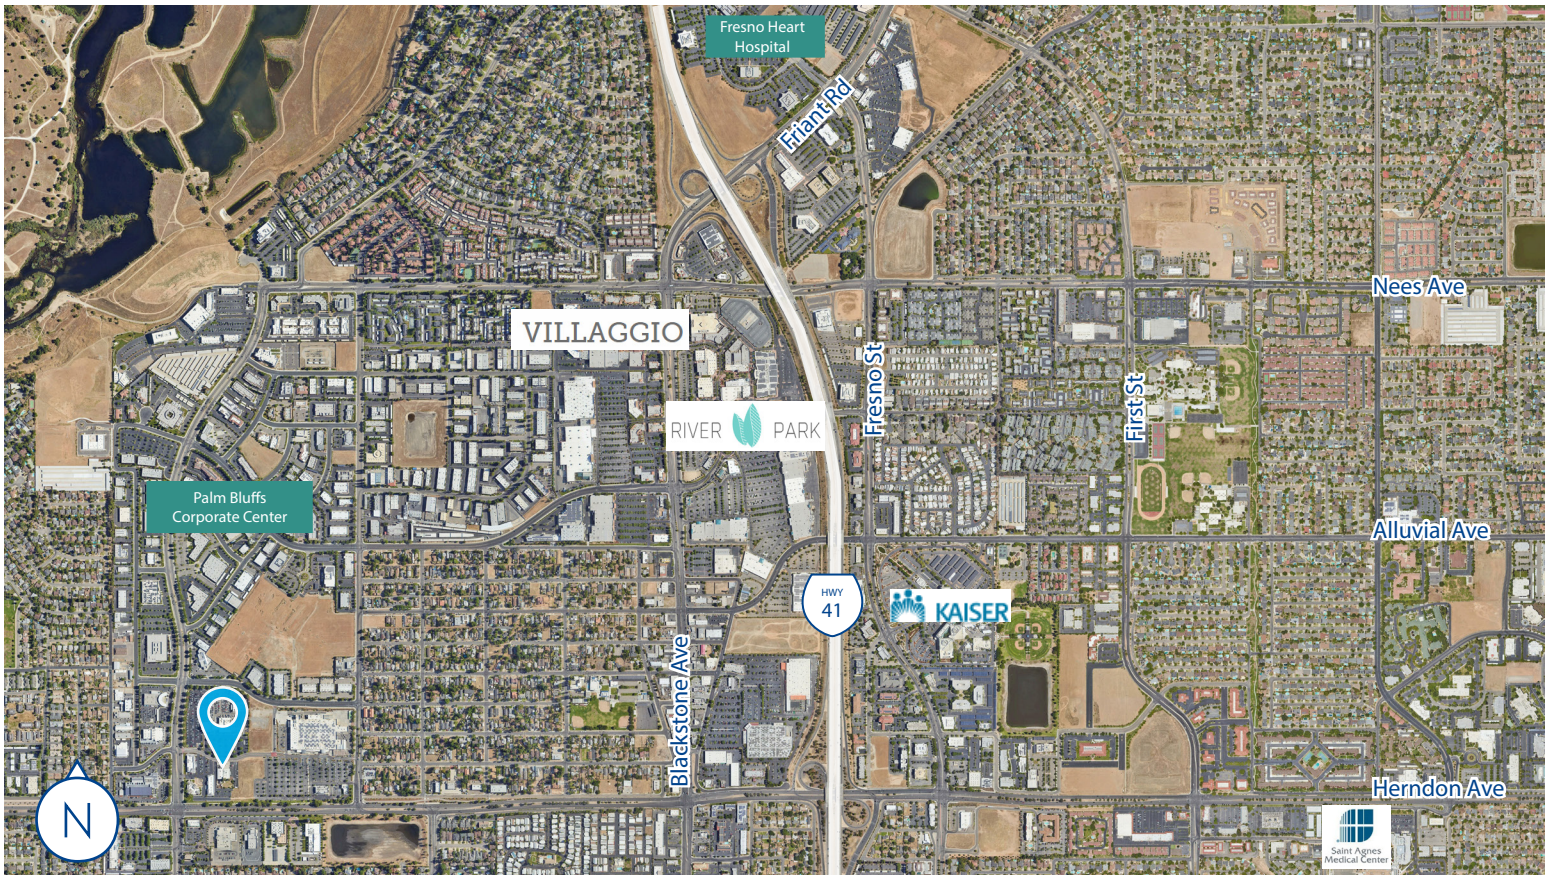 Fresno Heart
Hospital
Friant Rd
Nees Ave
VILLAGGIO
Fresno St
First St
RIVER PARK
Palm Bluffs
Corporate Center
Alluvial Ave
HWY
41
KAISER
Blackstone Ave
Herndon Ave
N
Saint Agnes
Medical Center